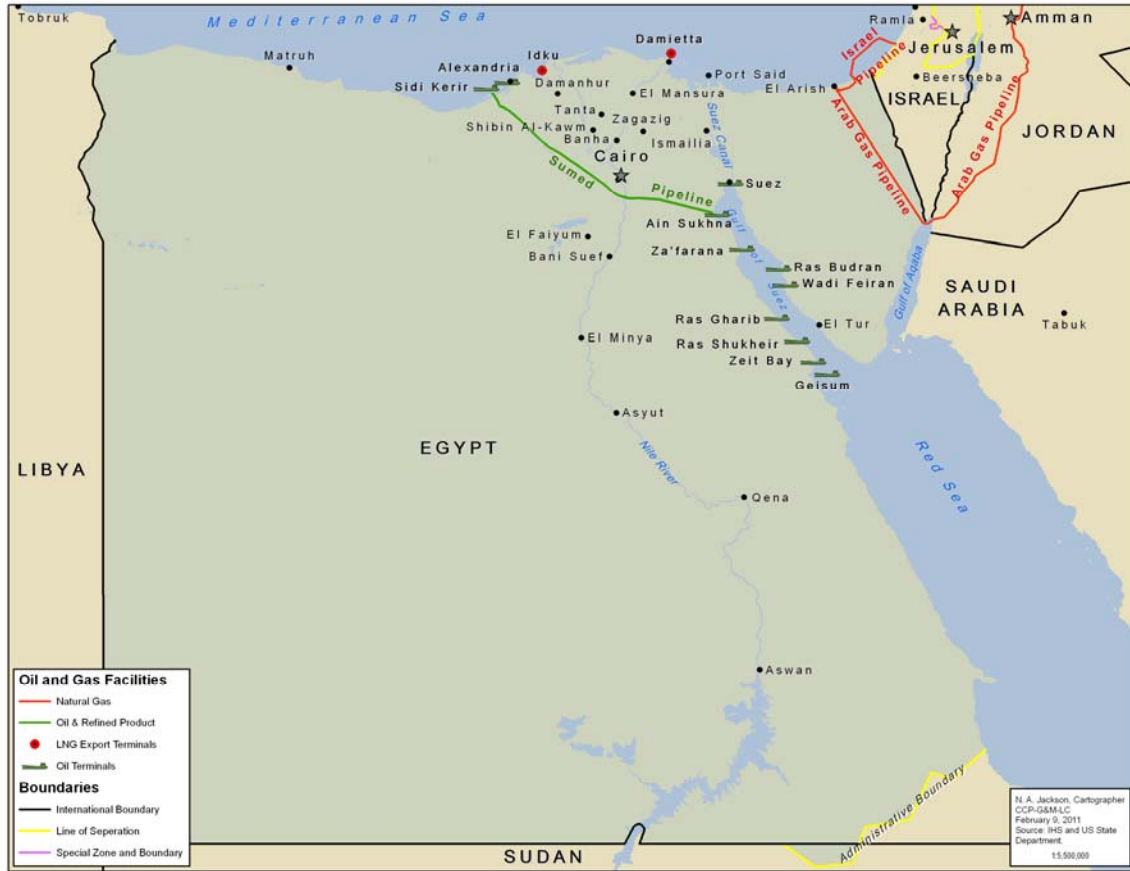 Mediterranean Sea
Tobruk
Matruh
Alexandria
Sidi Kerir
Idku
Damanhur
Damietta
El Mansura
Port Said
Tanta
Zagazig
Shibin Al-Kawm
Banha
Ismailia
Cairo
Suez Canal
Sumed Pipeline
Suez
Ain Sukhna
Gulf of Suez
El Arish
Israel Pipeline
Ramla
Jerusalem
Beersheba
ISRAEL
Amman
JORDAN
Arab Gas Pipeline
Arab Gas Pipeline
El Faiyum
Bani Suef
Za'farana
Ras Budran
Wadi Feiran
Ras Gharib
El Tur
Ras Shukheir
Zeit Bay
Geisum
Gulf of Aqaba
SAUDI
ARABIA
Tabuk
El Minya
Asyut
Nile River
Qena
Red Sea
LIBYA
EGYPT
Aswan
Administrative Boundary
SUDAN
Oil and Gas Facilities
Natural Gas
Oil & Refined Product
LNG Export Terminals
Oil Terminals
Boundaries
International Boundary
Line of Seperation
Special Zone and Boundary
N. A. Jackson, Cartographer
CCP-G&M-LC
February 9, 2011
Source: IHS and US State
Department.
1:5,500,000